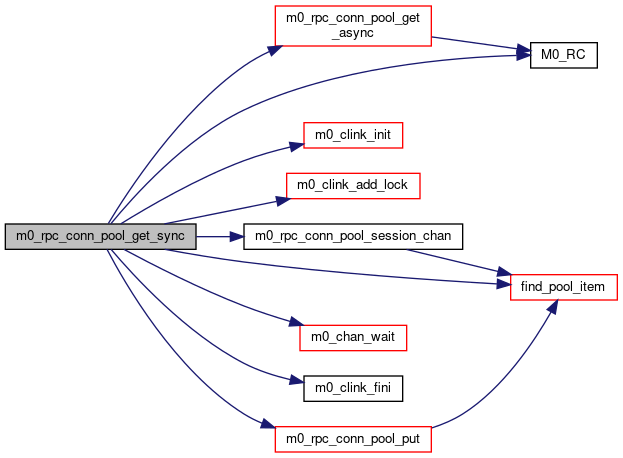 m0_rpc_conn_pool_get
_async
M0_RC
m0_clink_init
m0_clink_add_lock
m0_rpc_conn_pool_get_sync
m0_rpc_conn_pool_session_chan
find_pool_item
m0_chan_wait
m0_clink_fini
m0_rpc_conn_pool_put